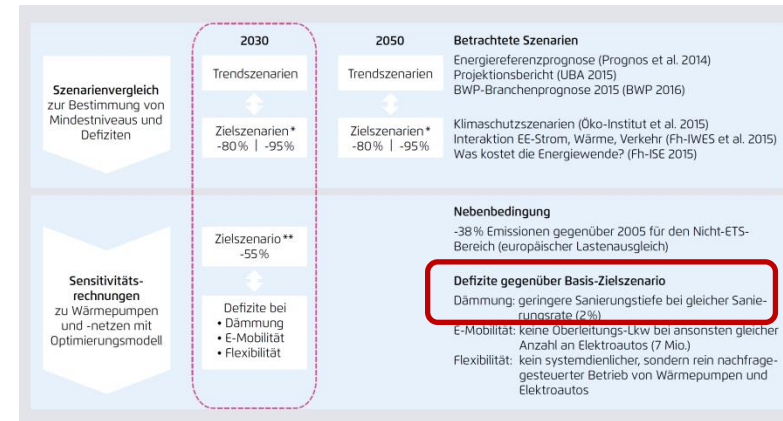 2030
2050
Betrachtete Szenarien
Szenarienvergleich
zur Bestimmung von
Mindestniveaus und
Defiziten
Trendszenarien
Zielszenarien*
-80% | -95%
Trendszenarien
Zielszenarien*
-80% | -95%
Energiereferenzprognose (Prognos et al. 2014)
Projektionsbericht (UBA 2015)
BWP-Branchenprognose 2015 (BWP 2016)
Klimaschutzszenarien (Öko-Institut et al. 2015)
Interaktion EE-Strom, Wärme, Verkehr (Fh-IWES et al. 2015)
Was kostet die Energiewende? (Fh-ISE 2015)
Sensitivitäts-
rechnungen
zu Wärmepumpen
und -netzen mit
Optimierungsmodell
Zielszenario**
-55%
Defizite bei
• Dämmung
• E-Mobilität
• Flexibilität
Nebenbedingung
-38% Emissionen gegenüber 2005 für den Nicht-ETS-
Bereich (europäischer Lastenausgleich)
Defizite gegenüber Basis-Zielszenario
Dämmung: geringere Sanierungstiefe bei gleicher Sanie-
rungsrate (2%)
E-Mobilität: keine Oberleitungs-Lkw bei ansonsten gleicher
Anzahl an Elektroautos (7 Mio.)
Flexibilität: kein systemdienlicher, sondern rein nachfrage-
gesteuerter Betrieb von Wärmepumpen und
Elektroautos